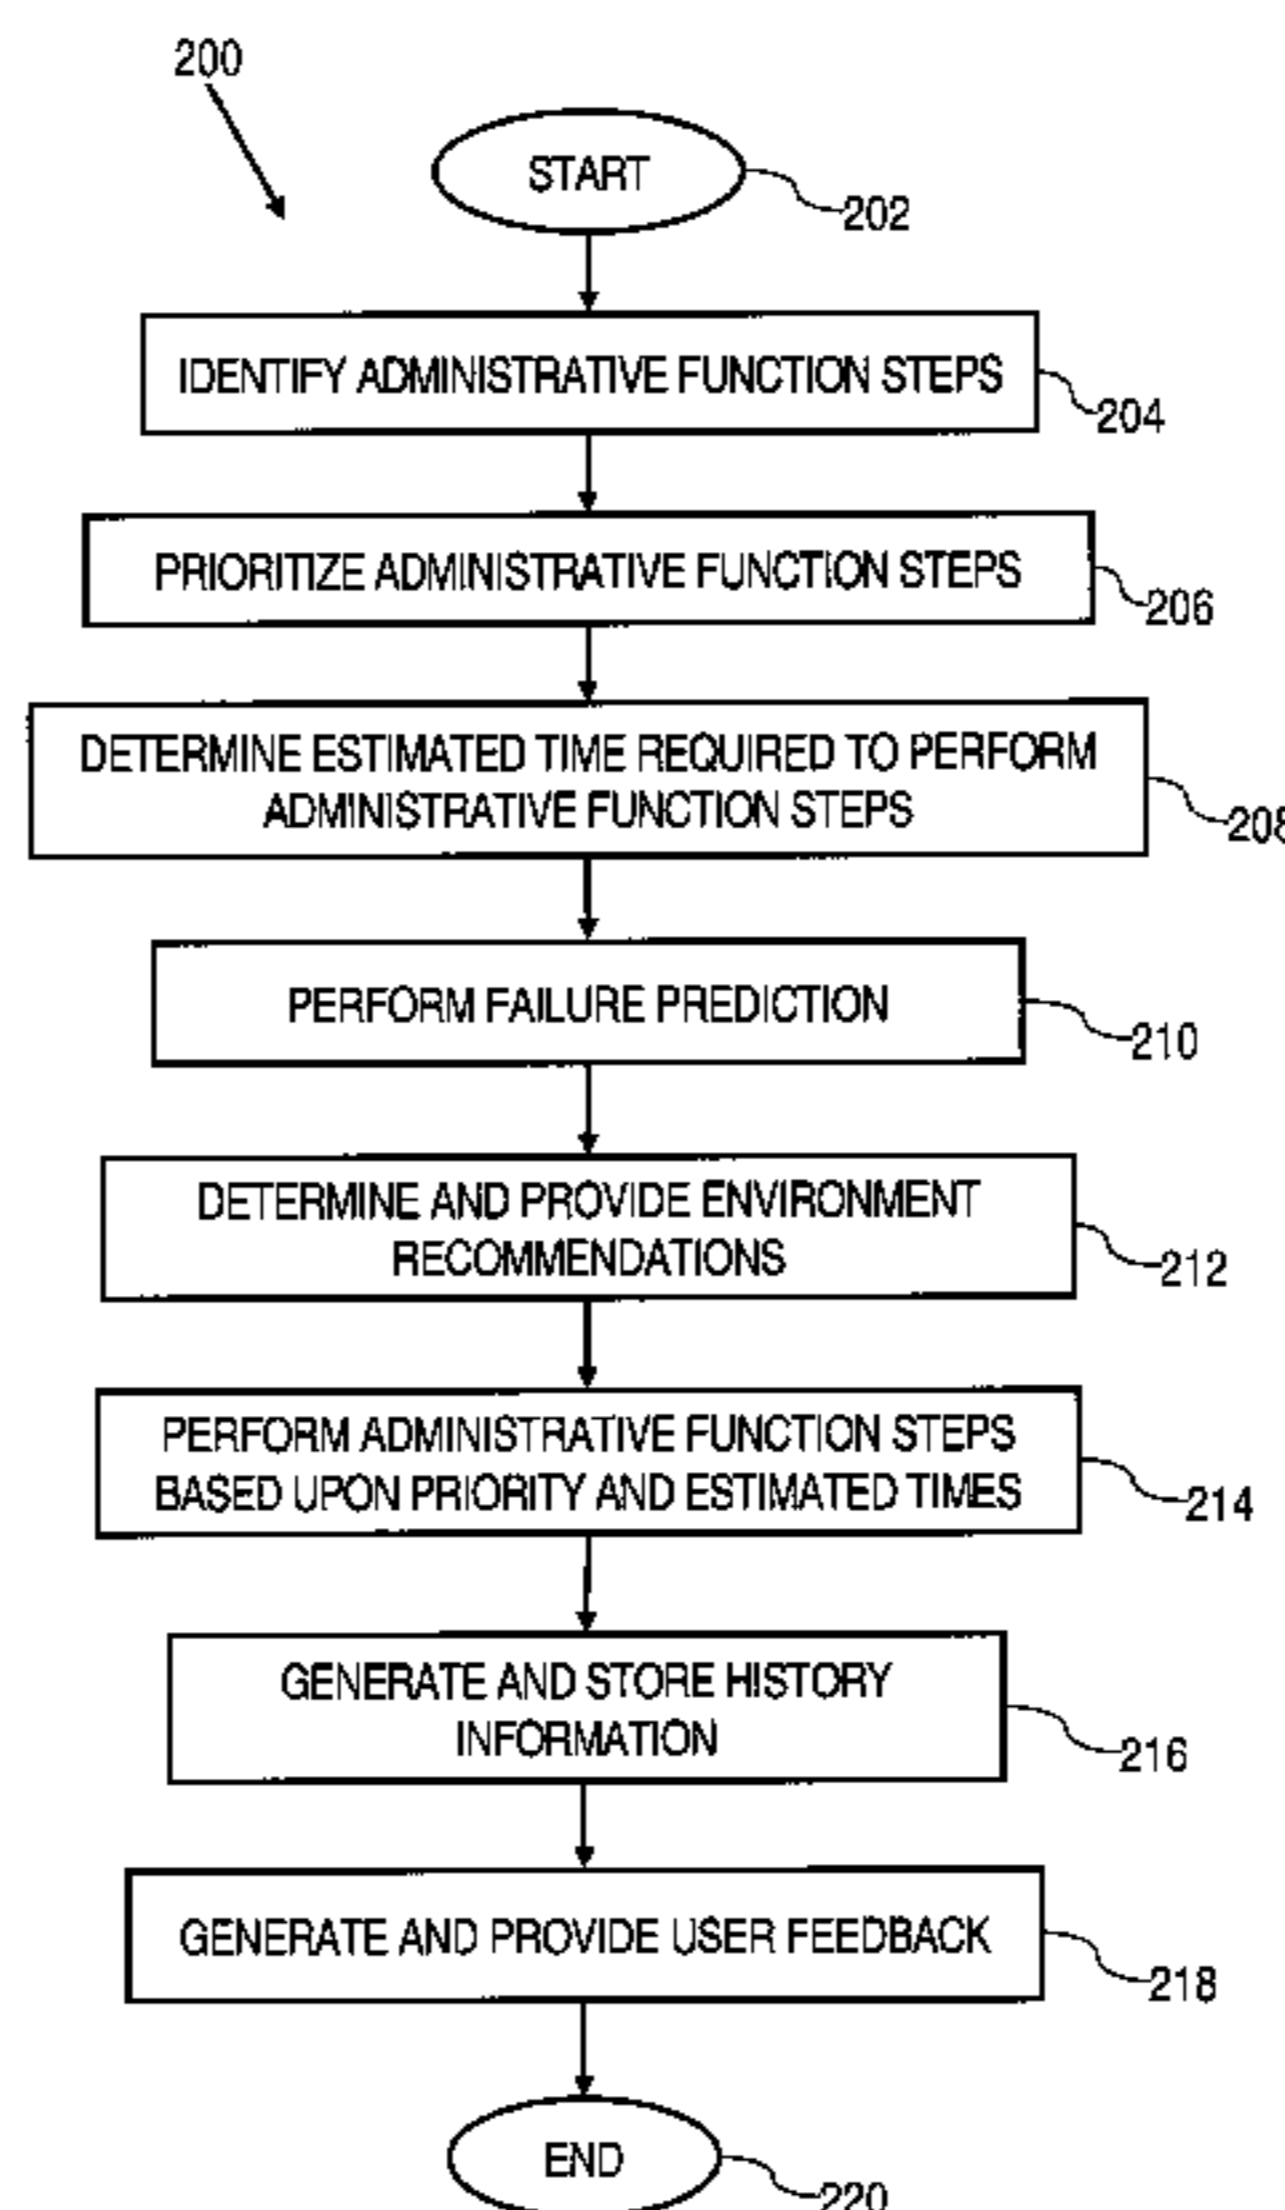 200
START
202
IDENTIFY ADMINISTRATIVE FUNCTION STEPS
204
PRIORITIZE ADMINISTRATIVE FUNCTION STEPS
206
DETERMINE ESTIMATED TIME REQUIRED TO PERFORM
ADMINISTRATIVE FUNCTION STEPS
208
PERFORM FAILURE PREDICTION
210
DETERMINE AND PROVIDE ENVIRONMENT
RECOMMENDATIONS
212
PERFORM ADMINISTRATIVE FUNCTION STEPS
BASED UPON PRIORITY AND ESTIMATED TIMES
214
GENERATE AND STORE HISTORY
INFORMATION
216
GENERATE AND PROVIDE USER FEEDBACK
218
END
220